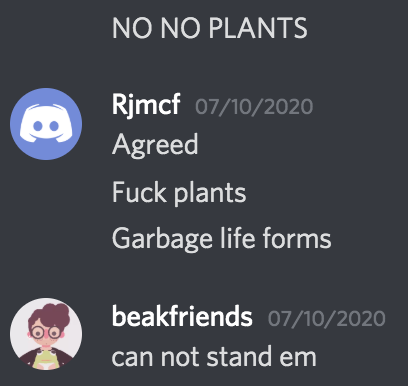 NO NO PLANTS
Rjmcf 07/10/2020
Agreed
Fuck plants
Garbage life forms
beakfriends 07/10/2020
can not stand em